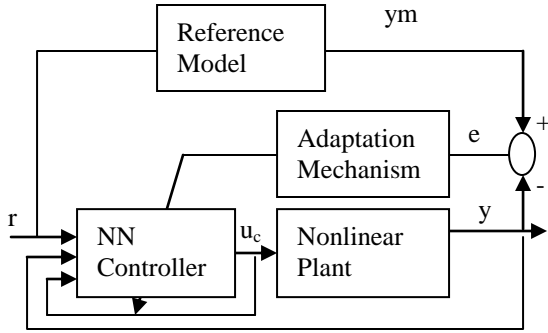 ym
Reference
Model
+
Adaptation
Mechanism
e
-
r
NN
Controller
uc
Nonlinear
Plant
y